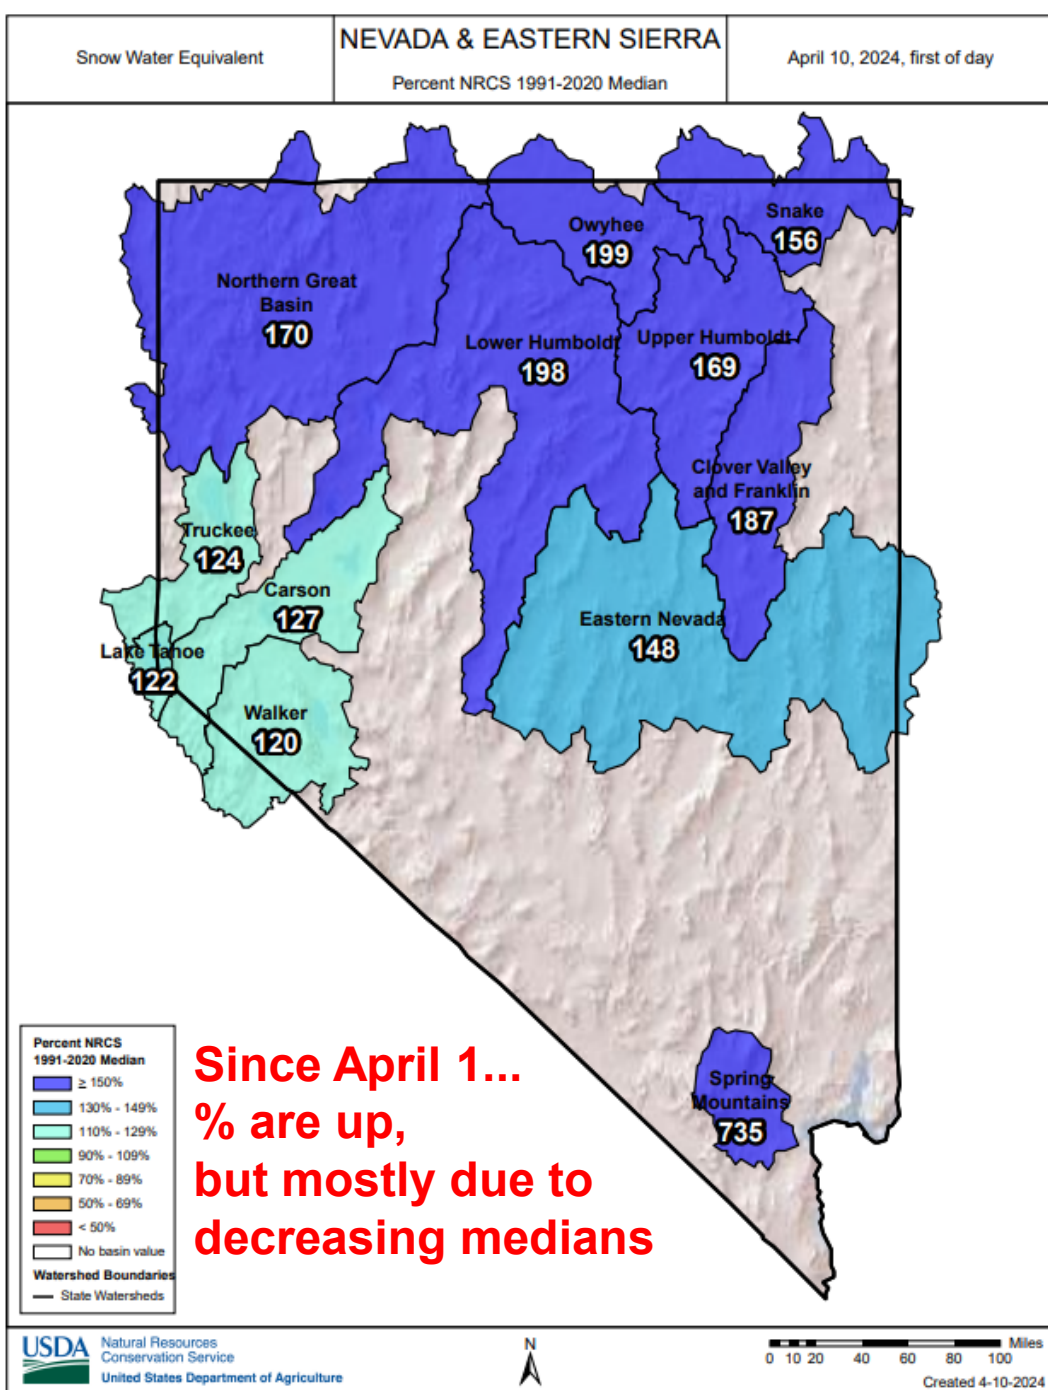 Snow Water Equivalent
NEVADA & EASTERN SIERRA
Percent NRCS 1991-2020 Median
April 10, 2024, first of day
Snake
156
Owyhee
199
Northern Great
Basin
170
Lower Humboldt
198
Upper Humboldt
169
Clover Valley
and Franklin
187
Truckee
124
Carson
127
Eastern Nevada
148
Lake Tahoe
122
Walker
120
Spring
Mountains
735
Percent NRCS
1991-2020 Median
≥ 150%
130% - 149%
110% - 129%
90% - 109%
70% - 89%
50% - 69%
< 50%
No basin value
Watershed Boundaries
State Watersheds
Since April 1...
% are up,
but mostly due to
decreasing medians
USDA
Natural Resources
Conservation Service
United States Department of Agriculture
N
Miles
0 10 20 40 60 80 100
Created 4-10-2024